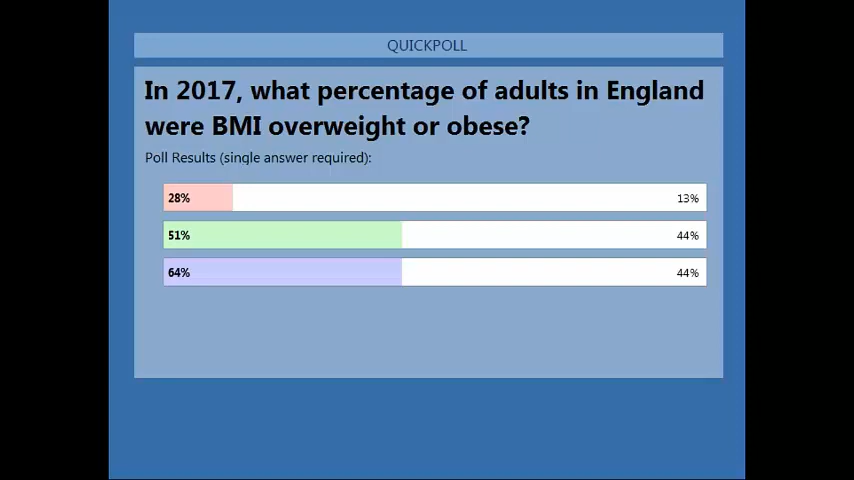 QUICKPOLL
In 2017, what percentage of adults in England
were BMI overweight or obese?
Poll Results (single answer required):
28% 13%
51% 44%
64% 44%